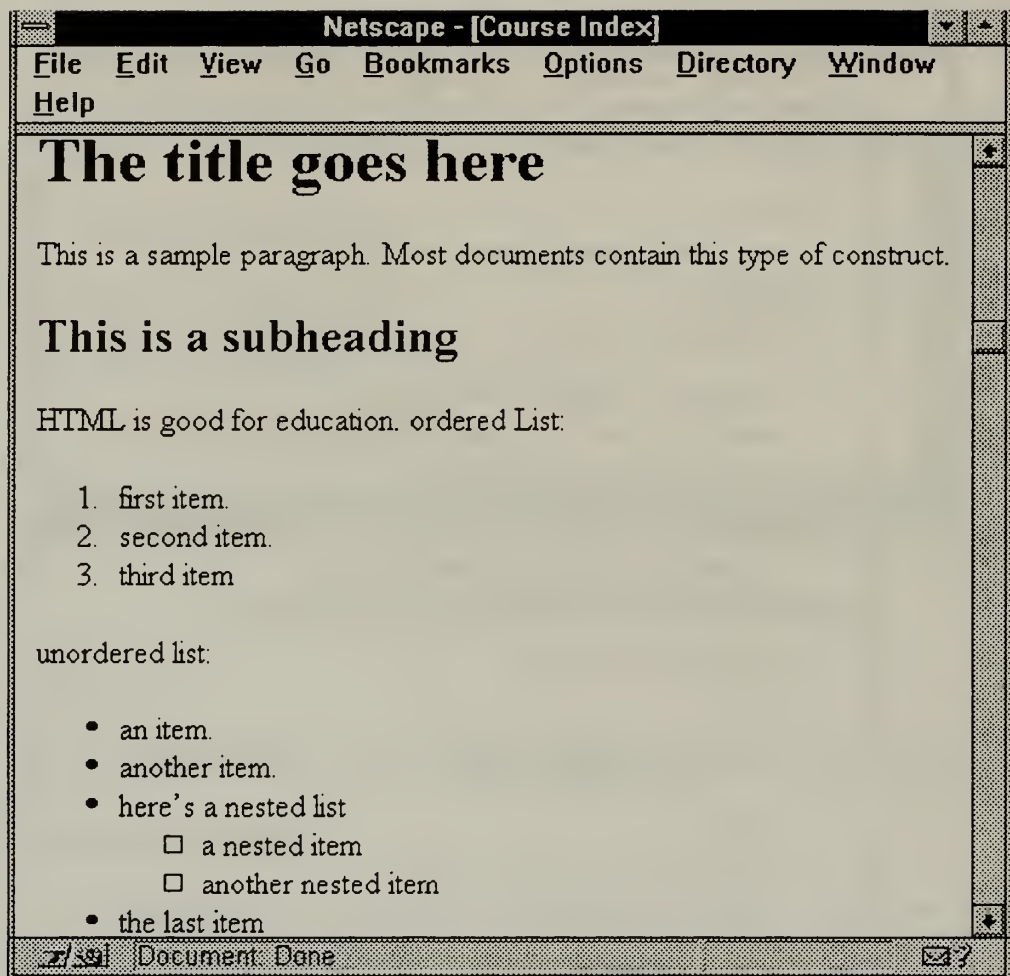 Netscape - [Course Index]
File Edit View Go Bookmarks Options Directory Window
Help
The title goes here
This is a sample paragraph. Most documents contain this type of construct.
This is a subheading
HTML is good for education. ordered List:
1. first item.
2. second item.
3. third item
unordered list:
• an item.
• another item.
• here's a nested list
□ a nested item
□ another nested item
• the last item
Document: Done